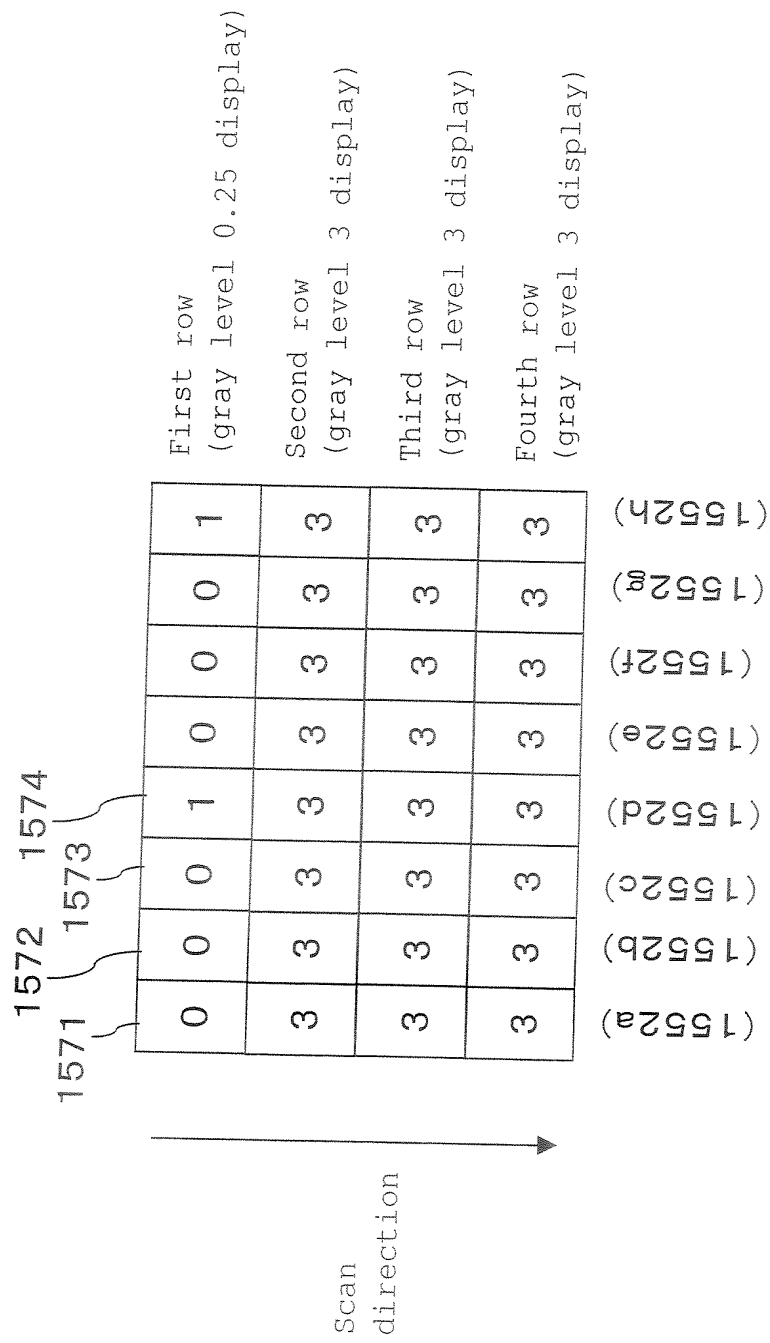 1571 1572 1573 1574
0 0 0 1 0 0 0 1
First row
(gray level 0.25 display)
3 3 3 3 3 3 3 3
Second row
(gray level 3 display)
3 3 3 3 3 3 3 3
Third row
(gray level 3 display)
3 3 3 3 3 3 3 3
Fourth row
(gray level 3 display)
Scan
direction
(1552a) (1552b) (1552c) (1552d) (1552e) (1552f) (1552g) (1552h)